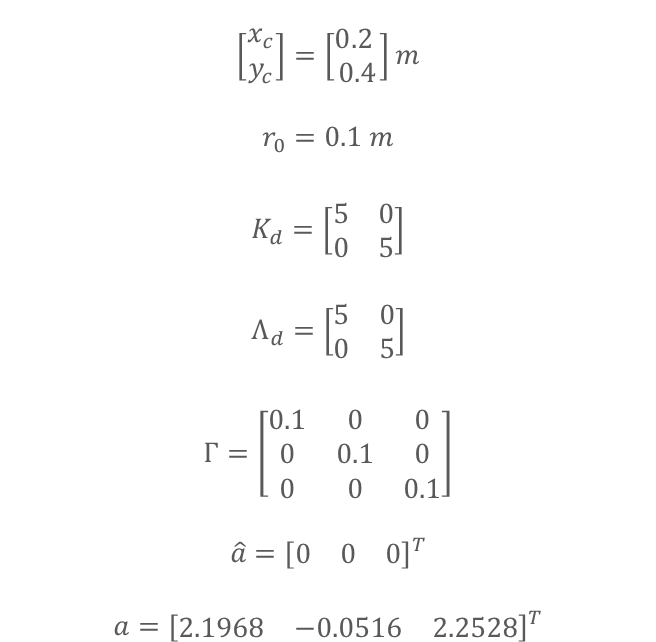 [x_c
y_c] = [0.2
0.4] m
r_0 = 0.1 m
K_d = [5 0
0 5]
Λ_d = [5 0
0 5]
Γ = [0.1 0 0
0 0.1 0
0 0 0.1]
â = [0 0 0]^T
a = [2.1968 −0.0516 2.2528]^T